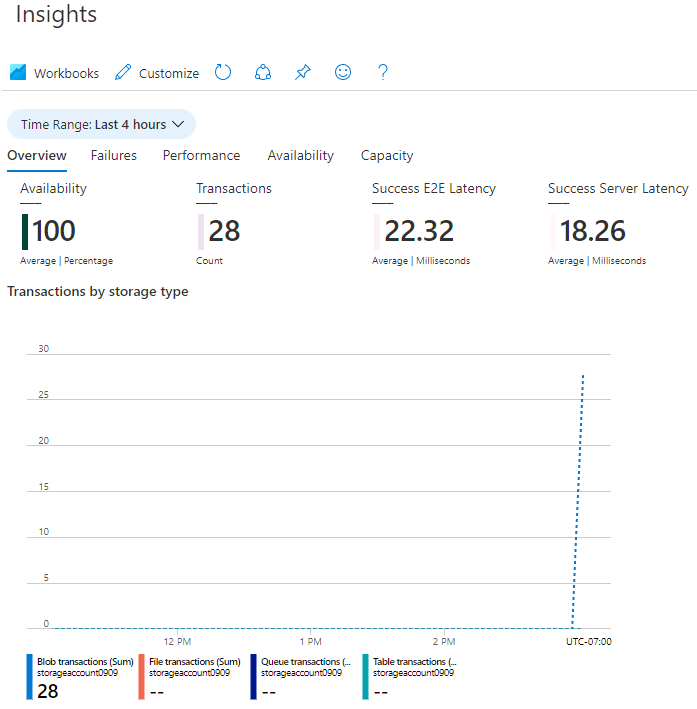 Insights
Workbooks Customize
Time Range: Last 4 hours
Overview Failures Performance Availability Capacity
Availability Transactions Success E2E Latency Success Server Latency
100 28 22.32 18.26
Average | Percentage Count Average | Milliseconds Average | Milliseconds
Transactions by storage type
30
25
20
15
10
5
0
12 PM 1 PM 2 PM UTC-07:00
Blob transactions (Sum) File transactions (Sum) Queue transactions (... Table transactions (...
storageaccount0909 storageaccount0909 storageaccount0909 storageaccount0909
28 -- -- --